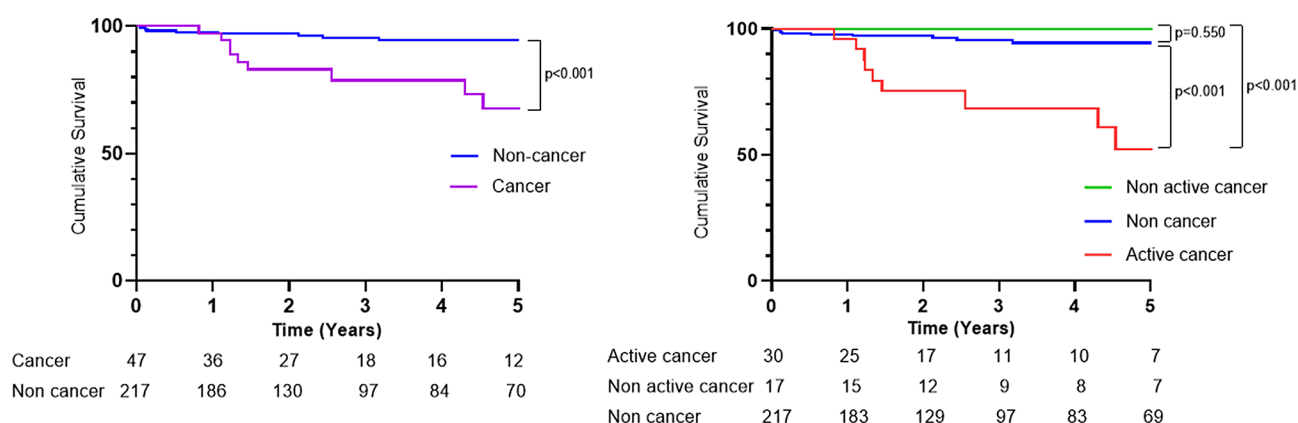 100
50
0
Cumulative Survival
p<0.001
Non-cancer
Cancer
0 1 2 3 4 5
Time (Years)
Cancer 47 36 27 18 16 12
Non cancer 217 186 130 97 84 70
100
50
0
Cumulative Survival
p=0.550
p<0.001
p<0.001
Non active cancer
Non cancer
Active cancer
0 1 2 3 4 5
Time (Years)
Active cancer 30 25 17 11 10 7
Non active cancer 17 15 12 9 8 7
Non cancer 217 183 129 97 83 69